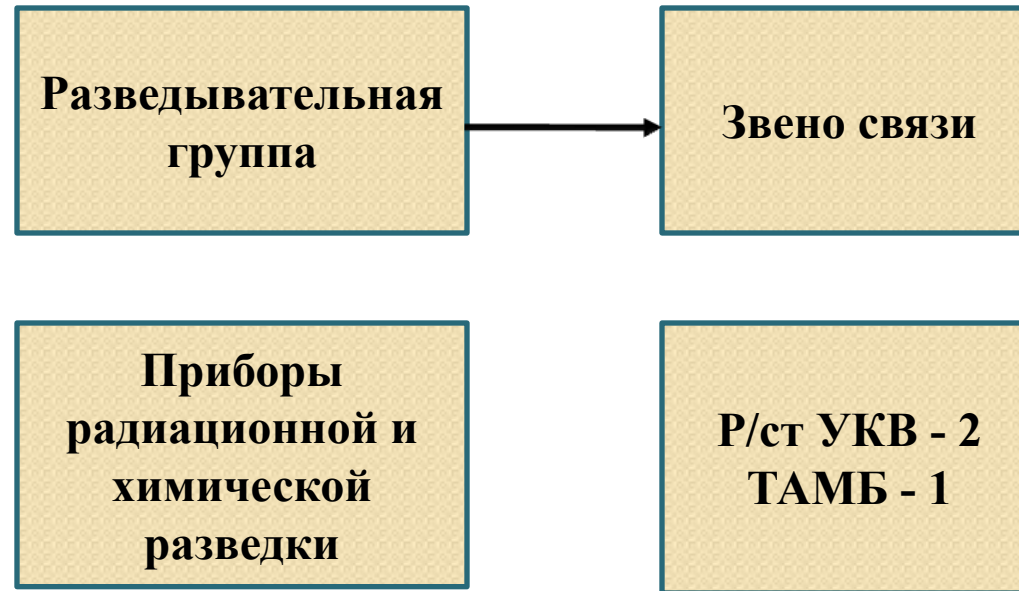 Разведывательная
группа
Звено связи
Приборы
радиационной и
химической
разведки
Р/ст УКВ - 2
ТАМБ - 1